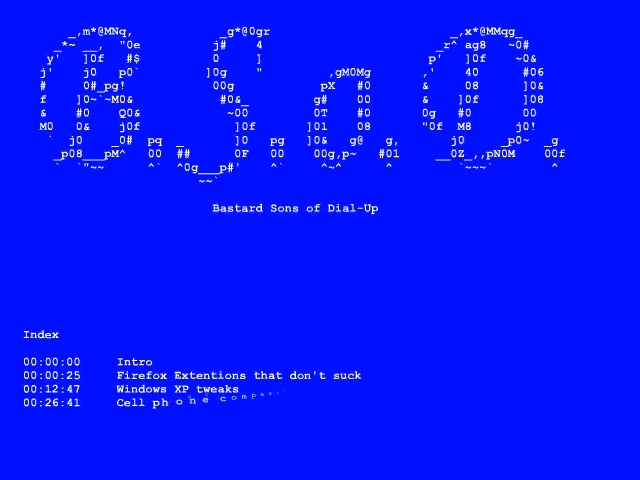 B.S.o.D
Bastard Sons of Dial-Up
Index
00:00:00 Intro
00:00:25 Firefox Extentions that don't suck
00:12:47 Windows XP tweaks
00:26:41 Cell phone